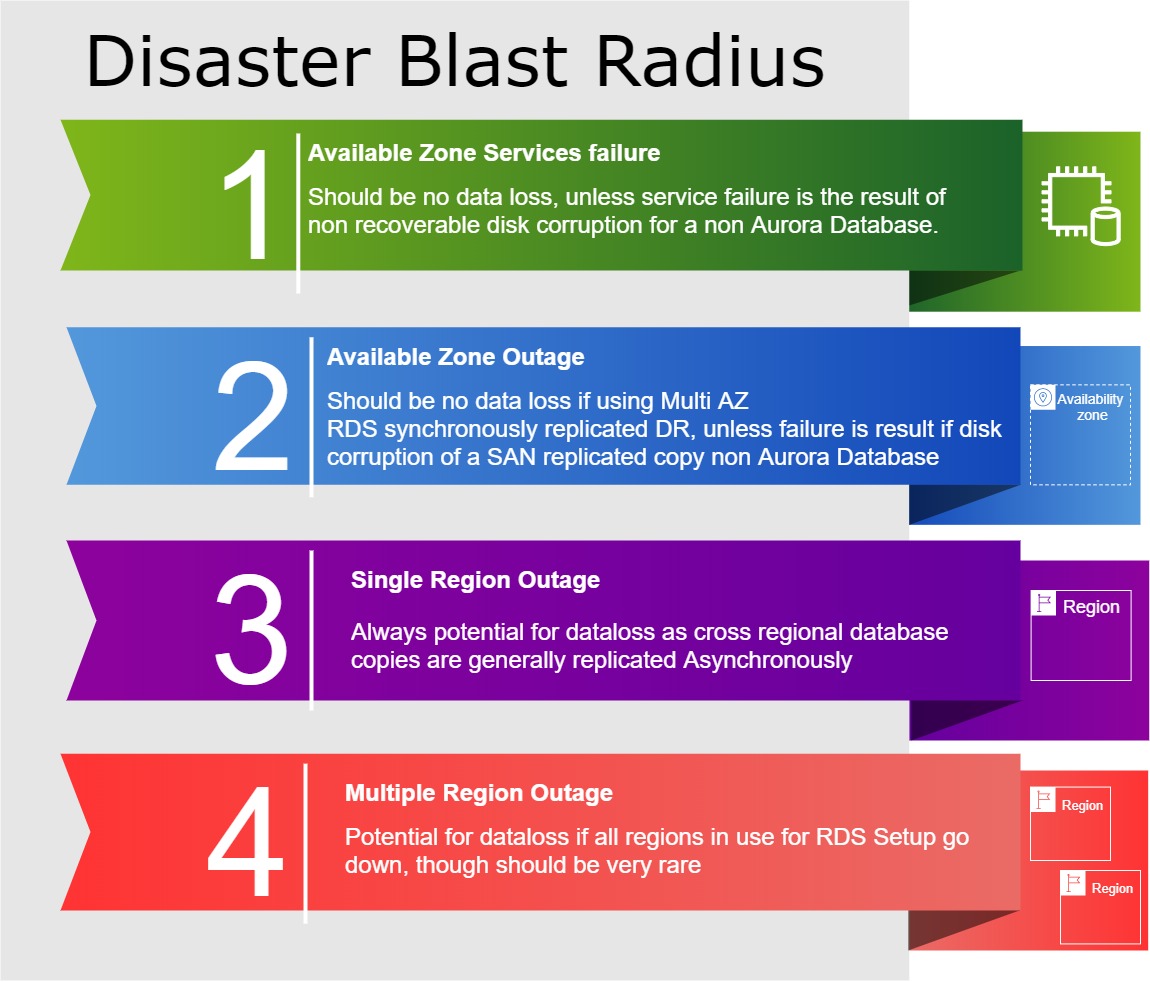 Disaster Blast Radius
1
Available Zone Services failure
Should be no data loss, unless service failure is the result of
non recoverable disk corruption for a non Aurora Database.
2
Available Zone Outage
Should be no data loss if using Multi AZ
RDS synchronously replicated DR, unless failure is result if disk
corruption of a SAN replicated copy non Aurora Database
Availability
zone
3
Single Region Outage
Always potential for dataloss as cross regional database
copies are generally replicated Asynchronously
Region
4
Multiple Region Outage
Potential for dataloss if all regions in use for RDS Setup go
down, though should be very rare
Region
Region